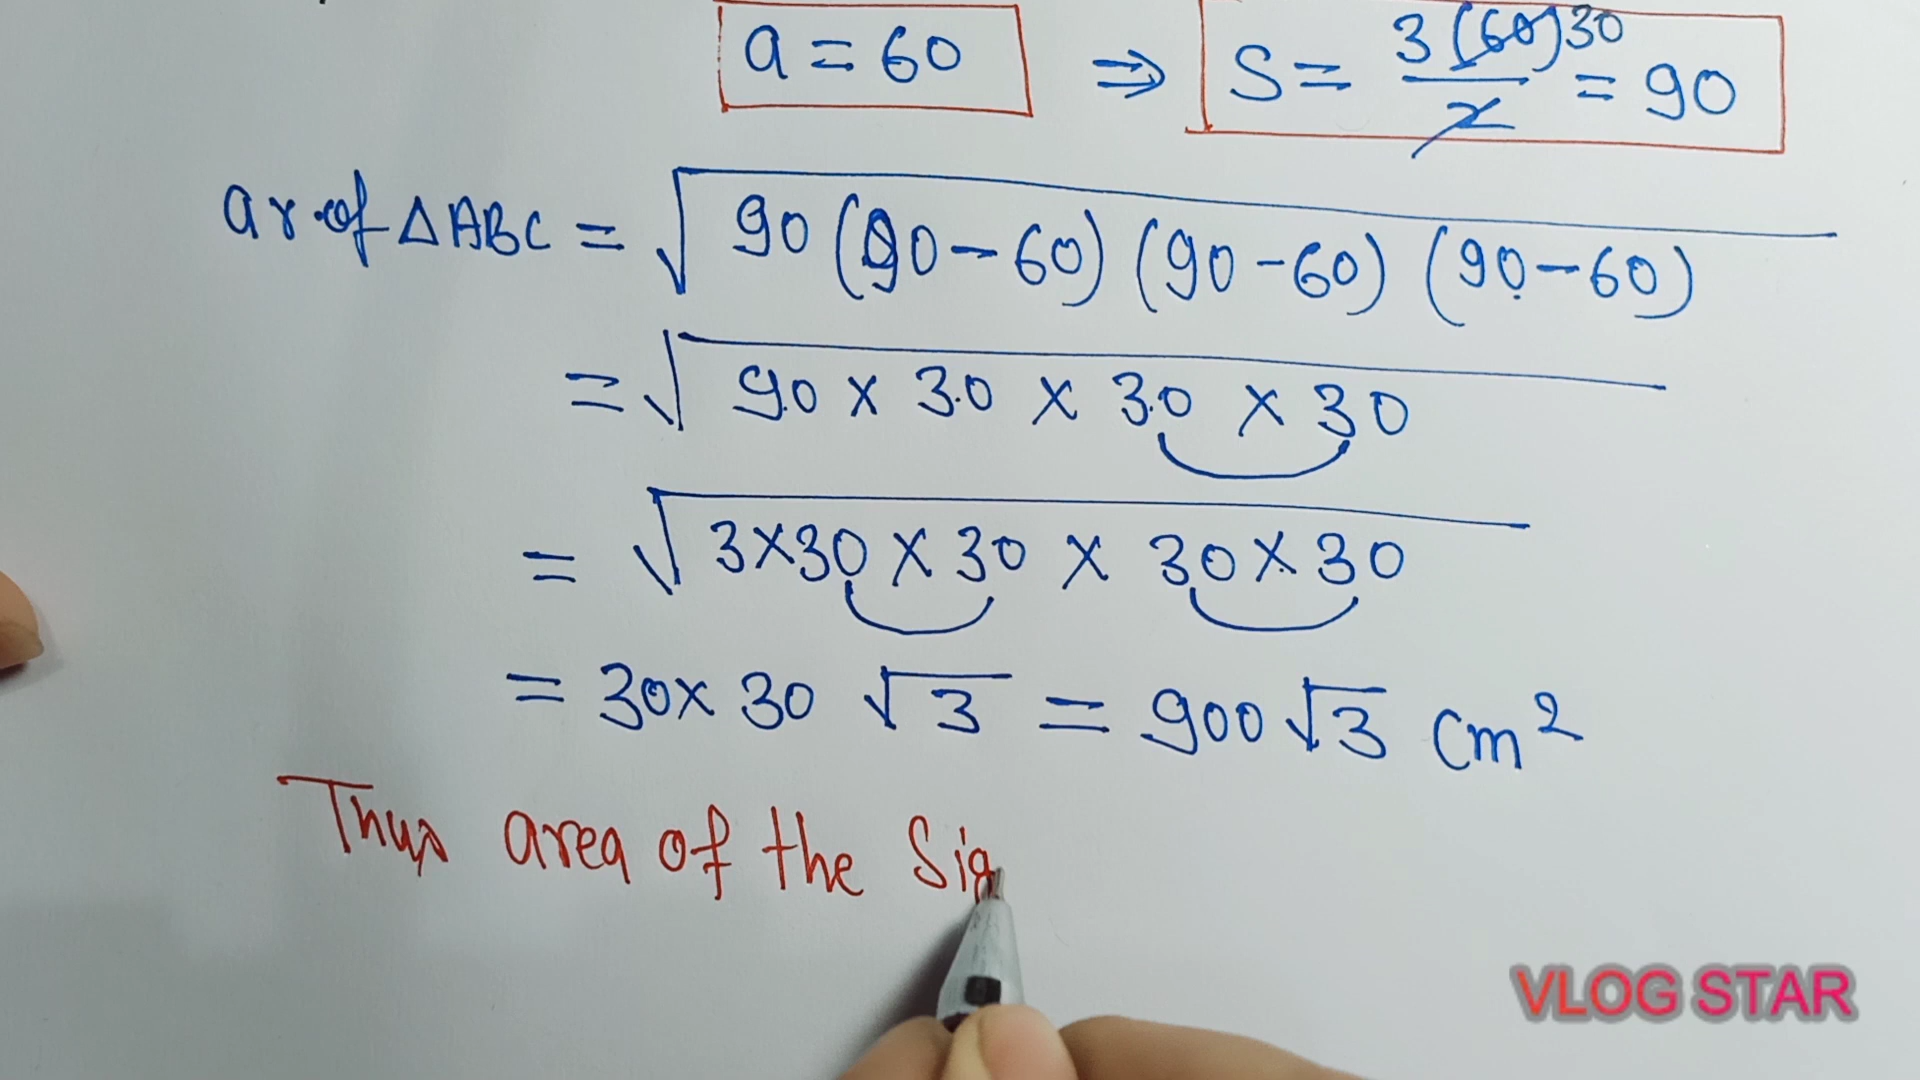 a = 60 ⇒ S = 3(60)30/2 = 90
ar of △ABC = √90(90-60)(90-60)(90-60)
= √90 × 30 × 30 × 30
= √3×30 × 30 × 30×30
= 30×30 √3 = 900√3 cm²
Thus area of the Sig
VLOG STAR